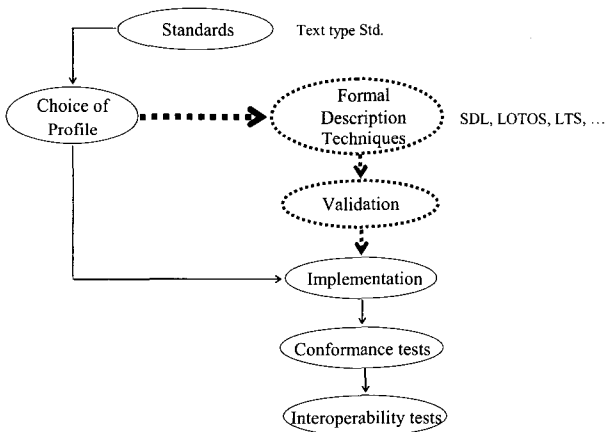 Standards
Text type Std.
Choice of
Profile
Formal
Description
Techniques
SDL, LOTOS, LTS, ...
Validation
Implementation
Conformance tests
Interoperability tests